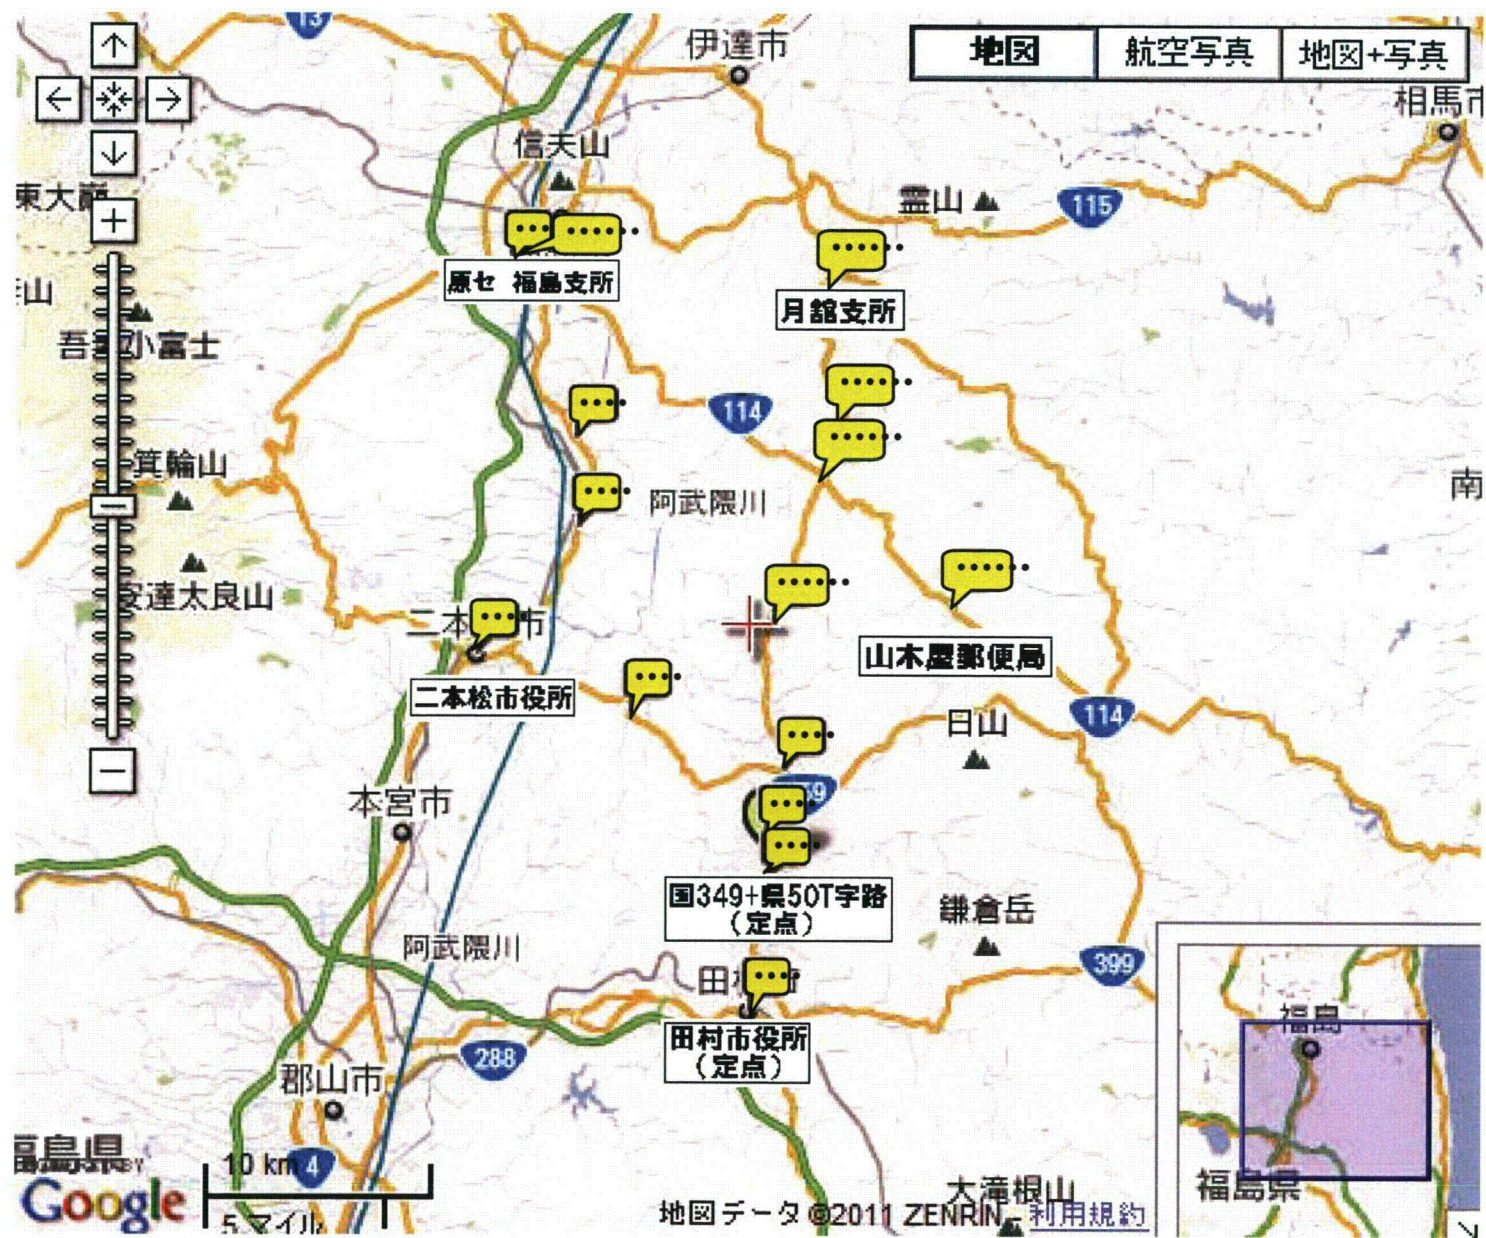 13
伊達市
地図
航空写真
地図+写真
相馬市
信夫山
東大巓
霊山
115
原セ 福島支所
月舘支所
山
吾妻小富士
114
箕輪山
阿武隈川
南
安達太良山
二本 市
山木屋郵便局
二本松市役所
114
日山
本宮市
国349+県50T字路
(定点)
鎌倉岳
阿武隈川
399
田村市役所
(定点)
288
郡山市
福島
福島県
10 km
4
福島県
Google
5 マイル
大滝根山
地図データ ©2011 ZENRIN - 利用規約